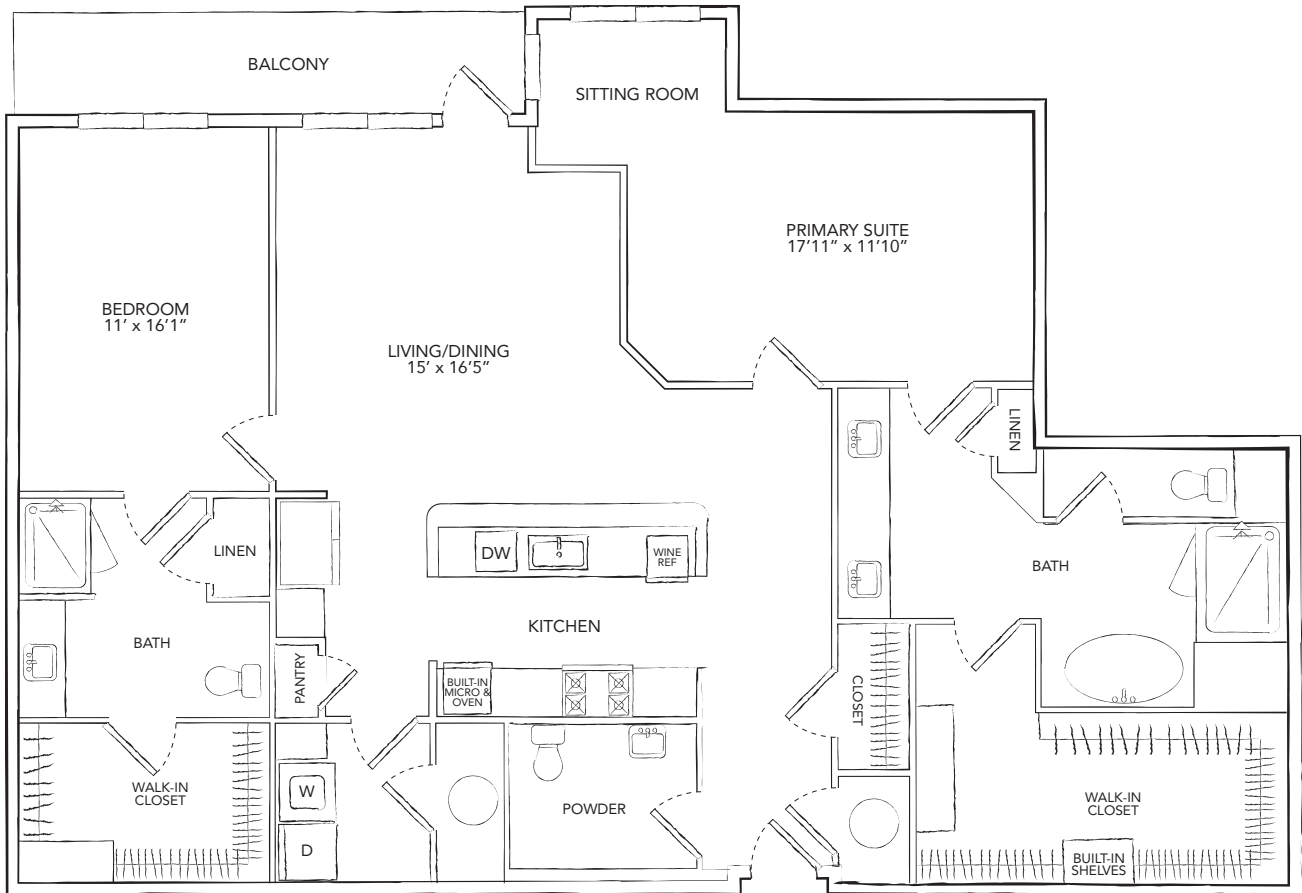 BALCONY
SITTING ROOM
PRIMARY SUITE
17'11" x 11'10"
BEDROOM
11' x 16'1"
LIVING/DINING
15' x 16'5"
LINEN
DW
WINE
REF
LINEN
BATH
KITCHEN
BATH
PANTRY
BUILT-IN
MICRO &
OVEN
CLOSET
WALK-IN
CLOSET
W
D
POWDER
WALK-IN
CLOSET
BUILT-IN
SHELVES